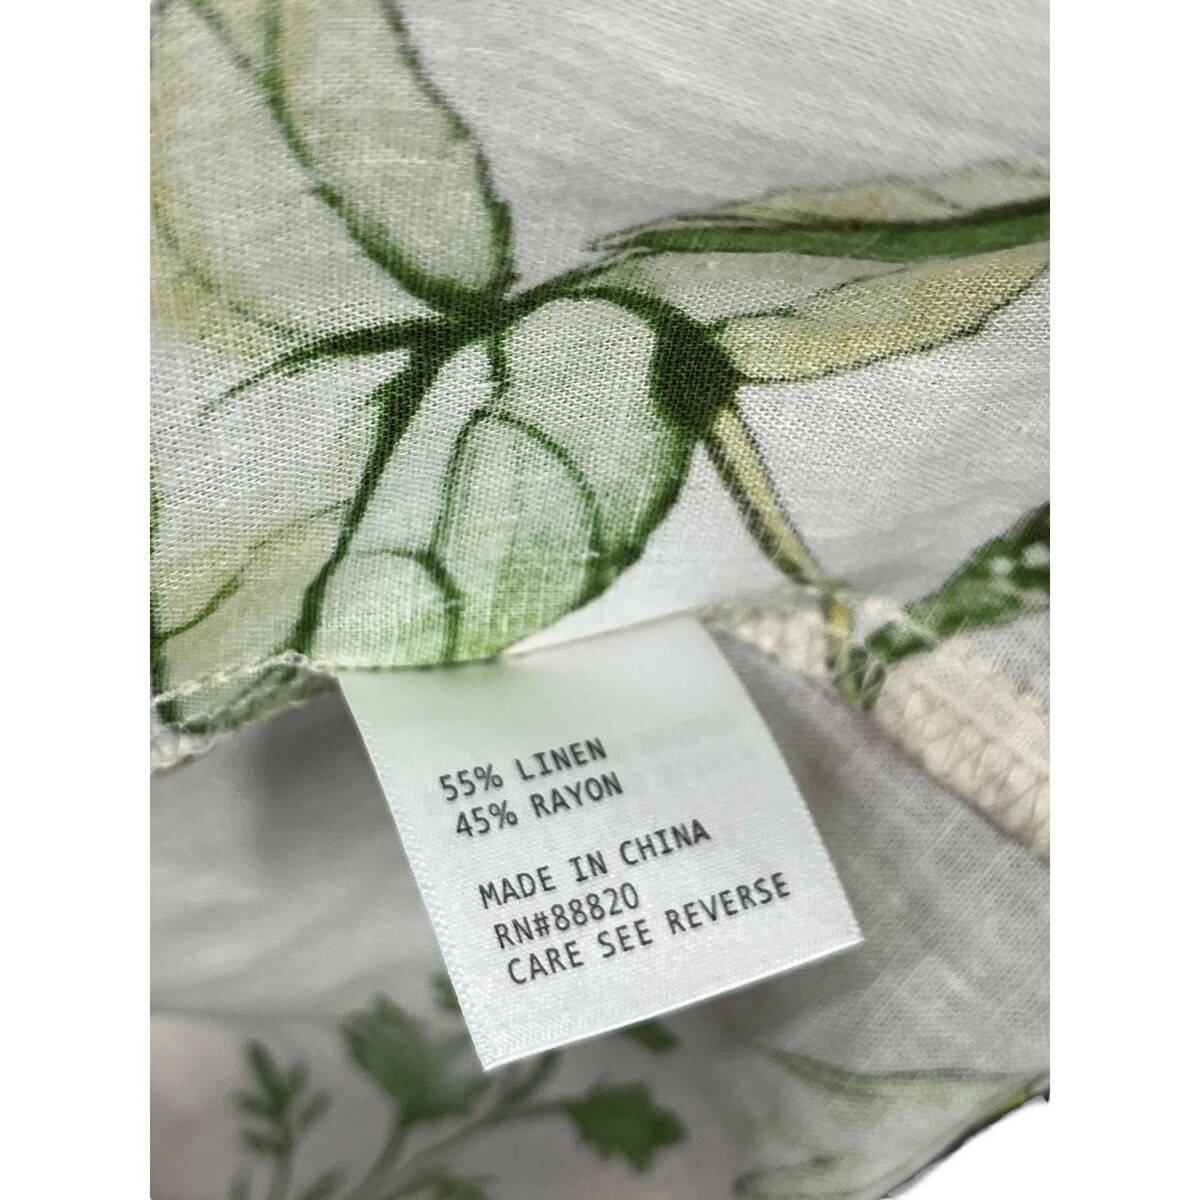 55% LINEN
45% RAYON
MADE IN CHINA
RN#88820
CARE SEE REVERSE